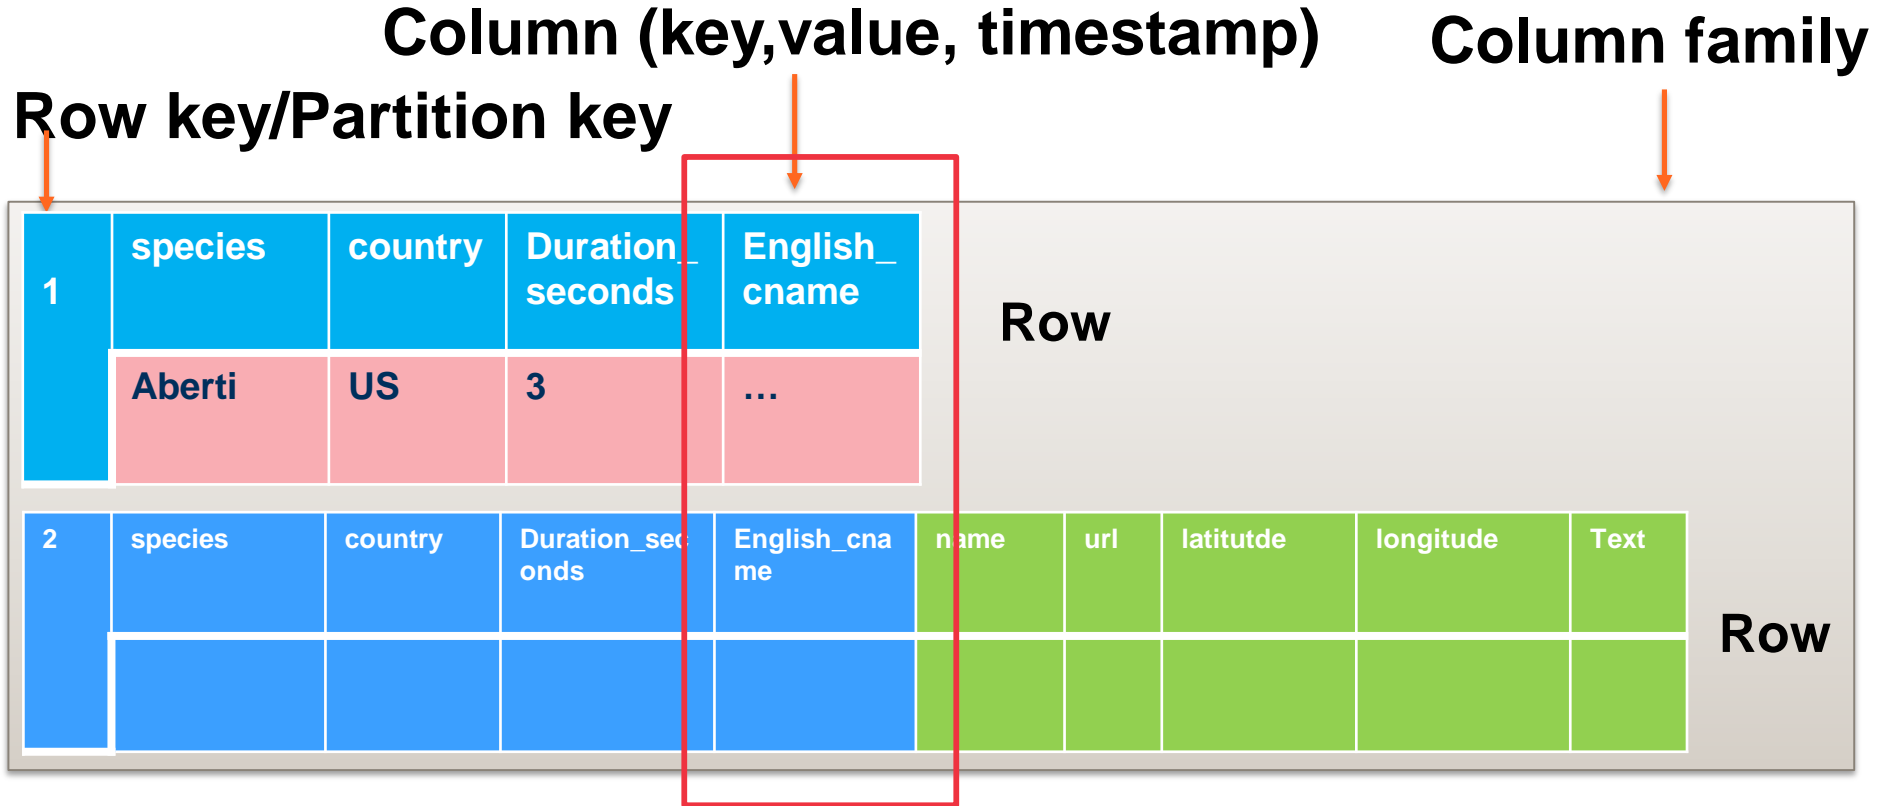 Column (key,value, timestamp)
Column family
Row key/Partition key
1
species
country
Duration_
seconds
English_
cname
Row
Aberti
US
3
…
2
species
country
Duration_sec
onds
English_cna
me
name
url
latitutde
longitude
Text
Row